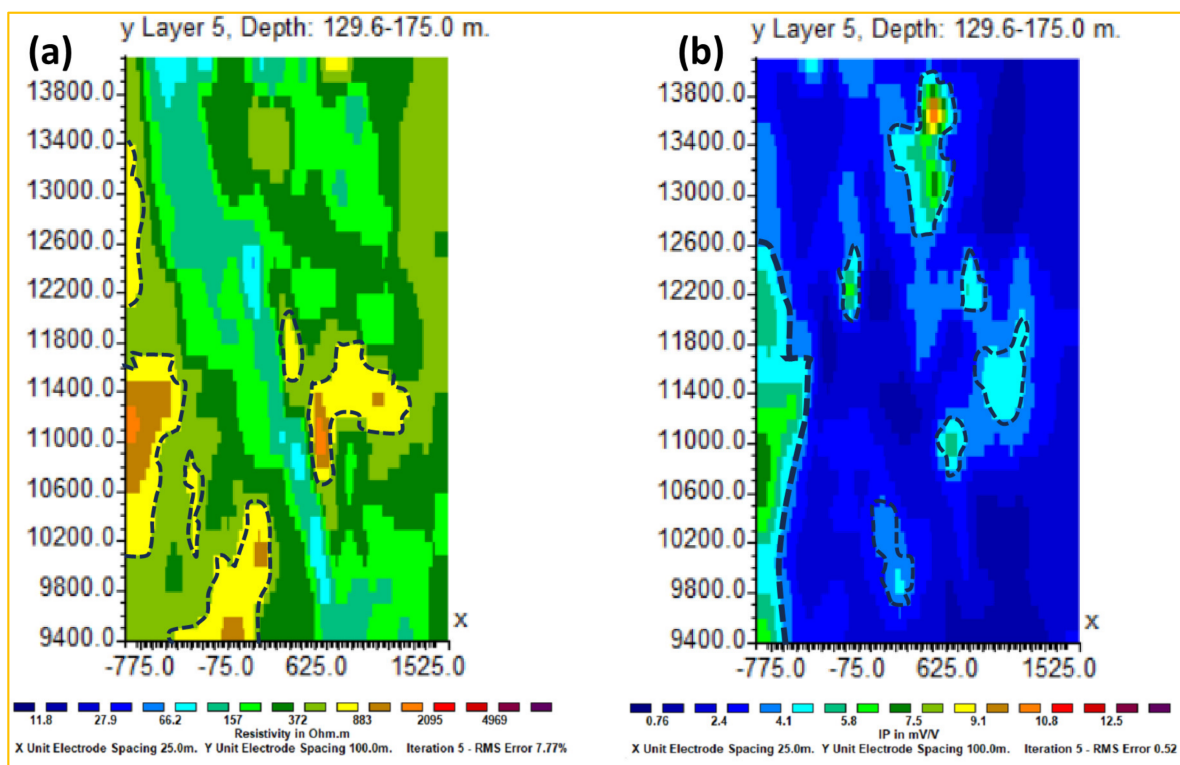 (a)
y Layer 5, Depth: 129.6-175.0 m.
13800.0
13400.0
13000.0
12600.0
12200.0
11800.0
11400.0
11000.0
10600.0
10200.0
9800.0
9400.0
x
-775.0 -75.0 625.0 1525.0
11.8 27.9 66.2 157 372 883 2095 4969
Resistivity in Ohm.m
X Unit Electrode Spacing 25.0m. Y Unit Electrode Spacing 100.0m. Iteration 5 - RMS Error 7.77%
(b)
y Layer 5, Depth: 129.6-175.0 m.
13800.0
13400.0
13000.0
12600.0
12200.0
11800.0
11400.0
11000.0
10600.0
10200.0
9800.0
9400.0
x
-775.0 -75.0 625.0 1525.0
0.76 2.4 4.1 5.8 7.5 9.1 10.8 12.5
IP in mV/V
X Unit Electrode Spacing 25.0m. Y Unit Electrode Spacing 100.0m. Iteration 5 - RMS Error 0.52